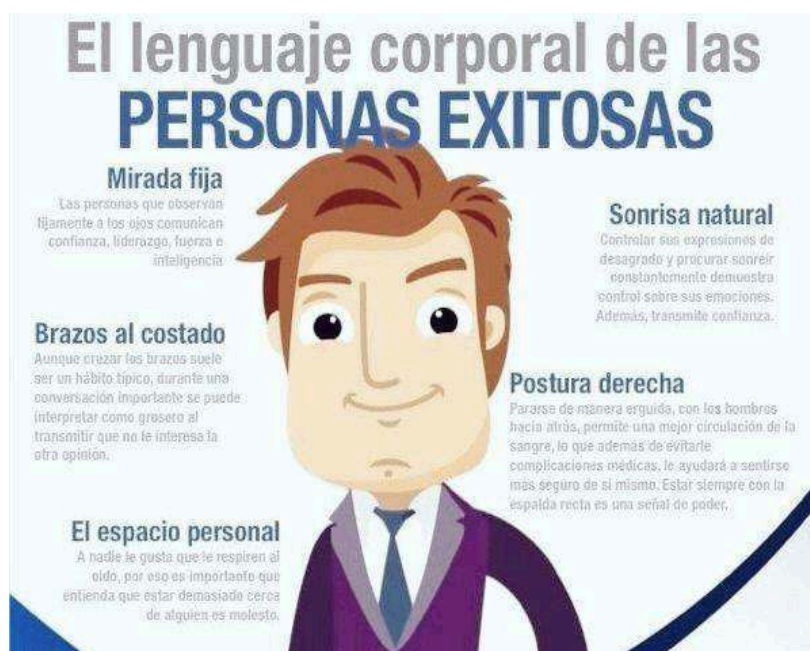 El lenguaje corporal de las
PERSONAS EXITOSAS
Mirada fija
Las personas que observan
fijamente a los ojos comunican
confianza, liderazgo, fuerza e
inteligencia
Sonrisa natural
Controlar sus expresiones de
desagrado y procurar sonreir
constantemente demuestra
control sobre sus emociones.
Además, transmite confianza.
Brazos al costado
Aunque cruzar los brazos suele
ser un hábito típico, durante una
conversación importante se puede
interpretar como grosero al
transmitir que no le interesa la
otra opinión.
Postura derecha
Pararse de manera erguida, con los hombros
hacia atrás, permite una mejor circulación de la
sangre, lo que además de evitarle
complicaciones médicas, le ayudará a sentirse
más seguro de si mismo. Estar siempre con la
espalda recta es una señal de poder.
El espacio personal
A nadie le gusta que le respiren al
oido, por eso es importante que
entienda que estar demasiado cerca
de alguien es molesto.